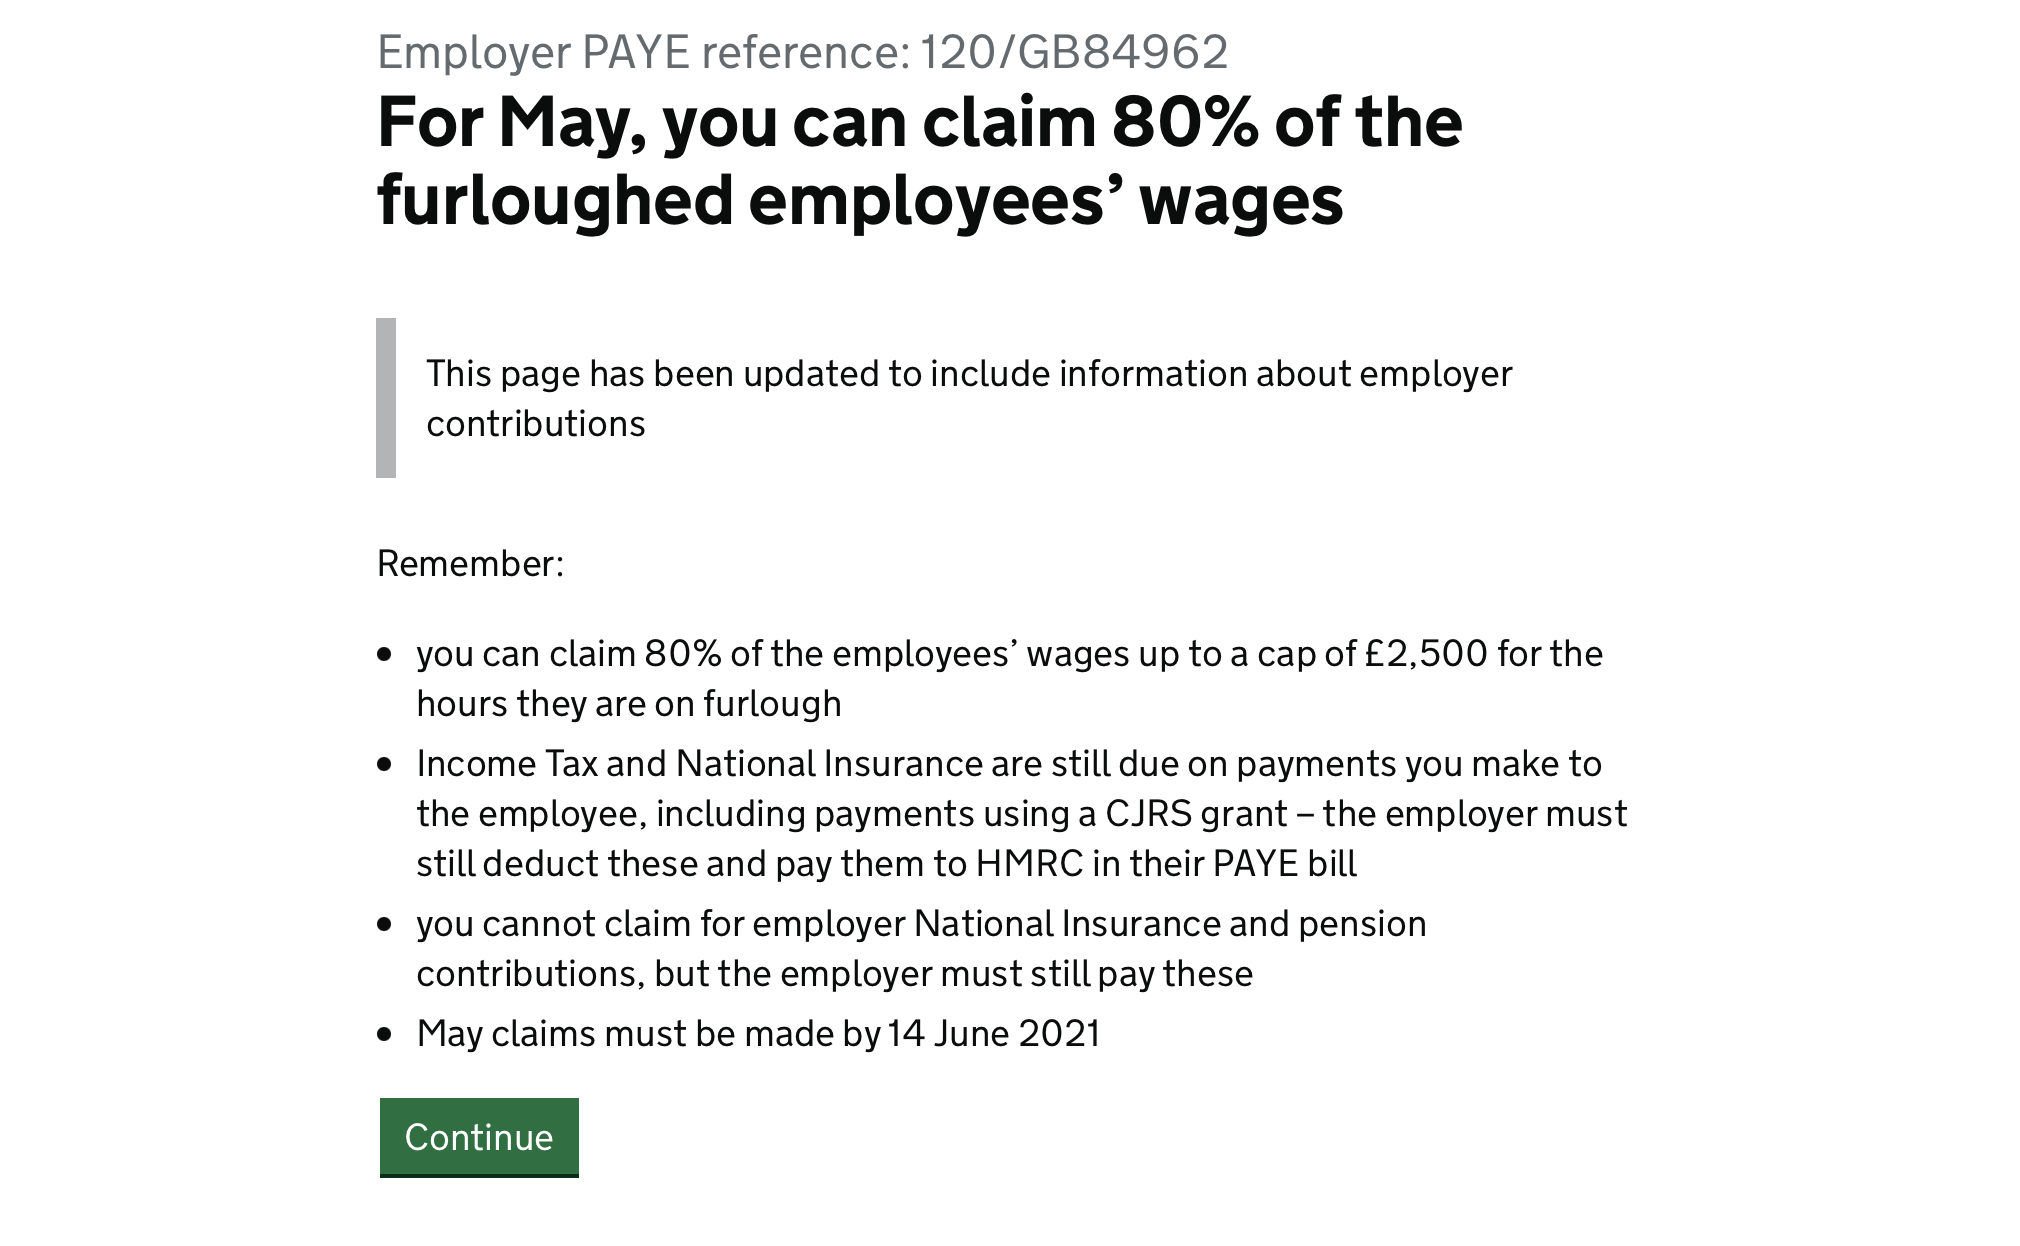 Employer PAYE reference: 120/GB84962
For May, you can claim 80% of the
furloughed employees’ wages
This page has been updated to include information about employer
contributions
Remember:
• you can claim 80% of the employees’ wages up to a cap of £2,500 for the
hours they are on furlough
• Income Tax and National Insurance are still due on payments you make to
the employee, including payments using a CJRS grant – the employer must
still deduct these and pay them to HMRC in their PAYE bill
• you cannot claim for employer National Insurance and pension
contributions, but the employer must still pay these
• May claims must be made by 14 June 2021
Continue